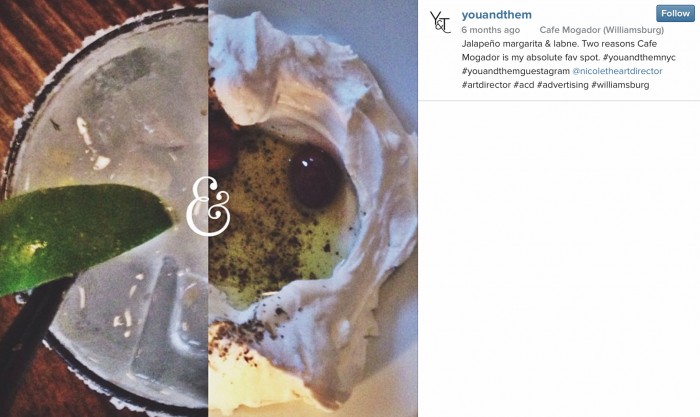 &
Y&T
youandthem
Follow
6 months ago Cafe Mogador (Williamsburg)
Jalapeño margarita & labne. Two reasons Cafe
Mogador is my absolute fav spot. #youandthemnyc
#youandthemguestagram @nicoletheartdirector
#artdirector #acd #advertising #williamsburg